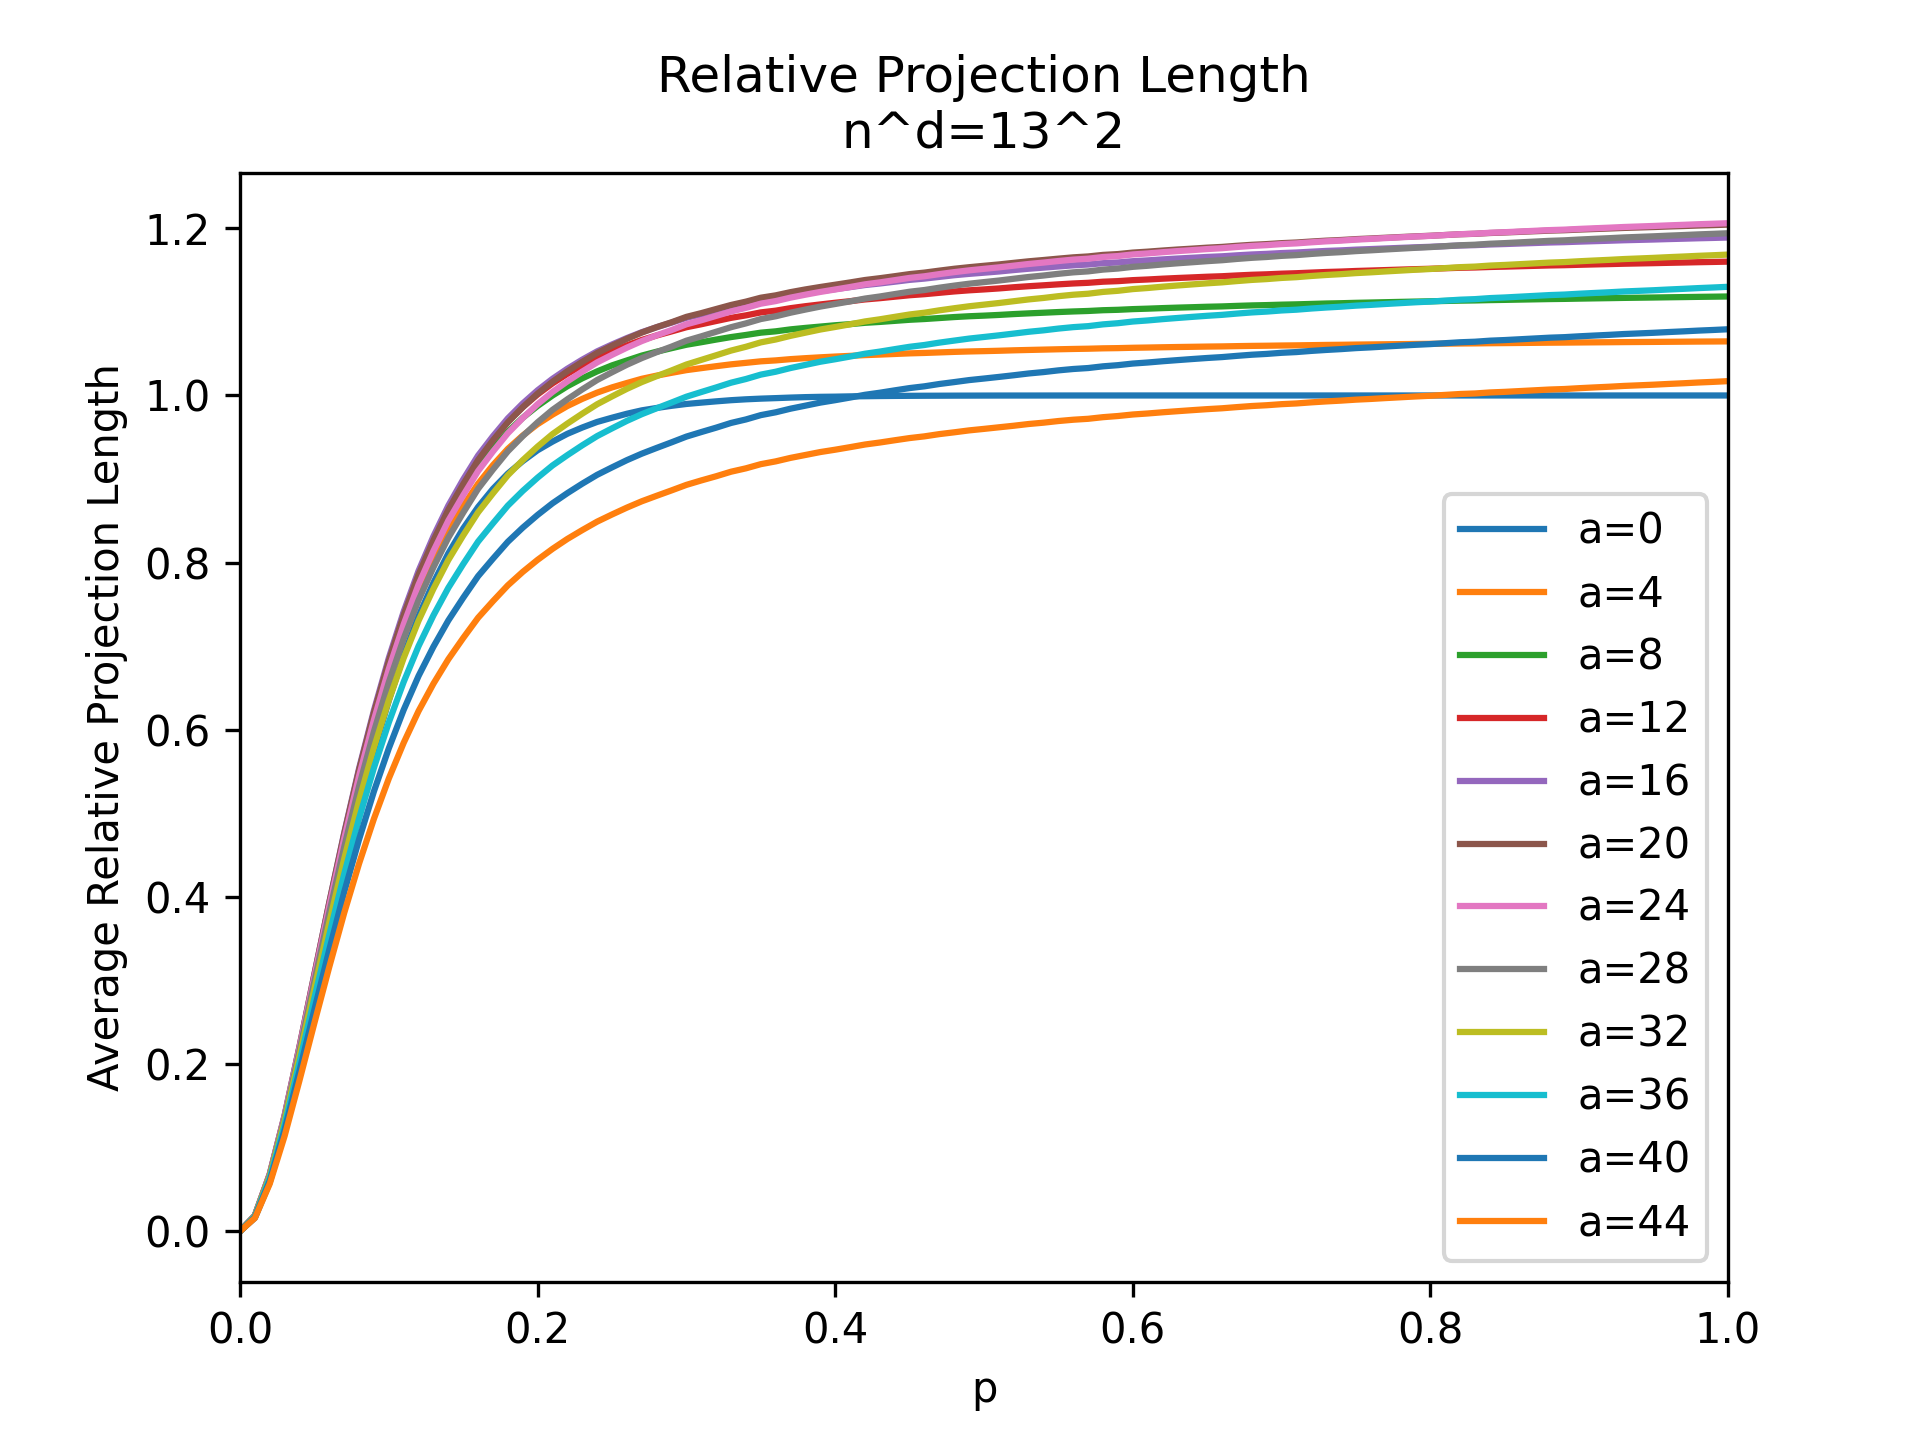 Relative Projection Length
n^d=13^2
Average Relative Projection Length
1.2
1.0
0.8
0.6
0.4
0.2
0.0
0.0 0.2 0.4 0.6 0.8 1.0
p
a=0
a=4
a=8
a=12
a=16
a=20
a=24
a=28
a=32
a=36
a=40
a=44